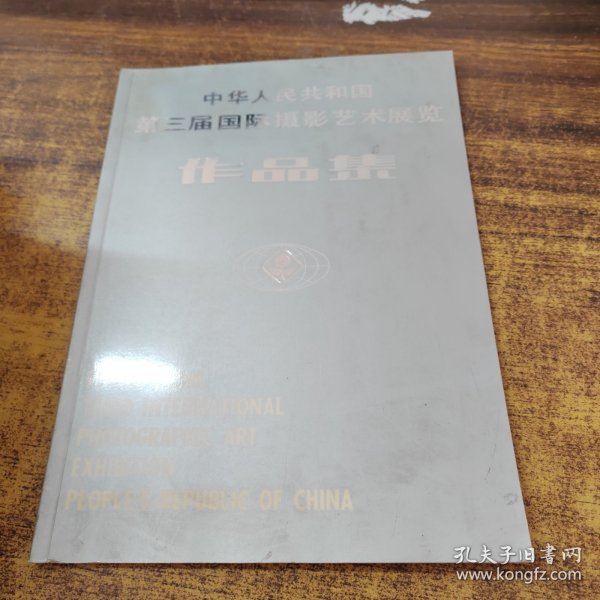 中华人民共和国
第三届国际摄影艺术展览
作品集
THIRD INTERNATIONAL
PHOTOGRAPHIC ART
EXHIBITION
PEOPLE'S REPUBLIC OF CHINA
孔夫子旧书网
www.kongfz.com